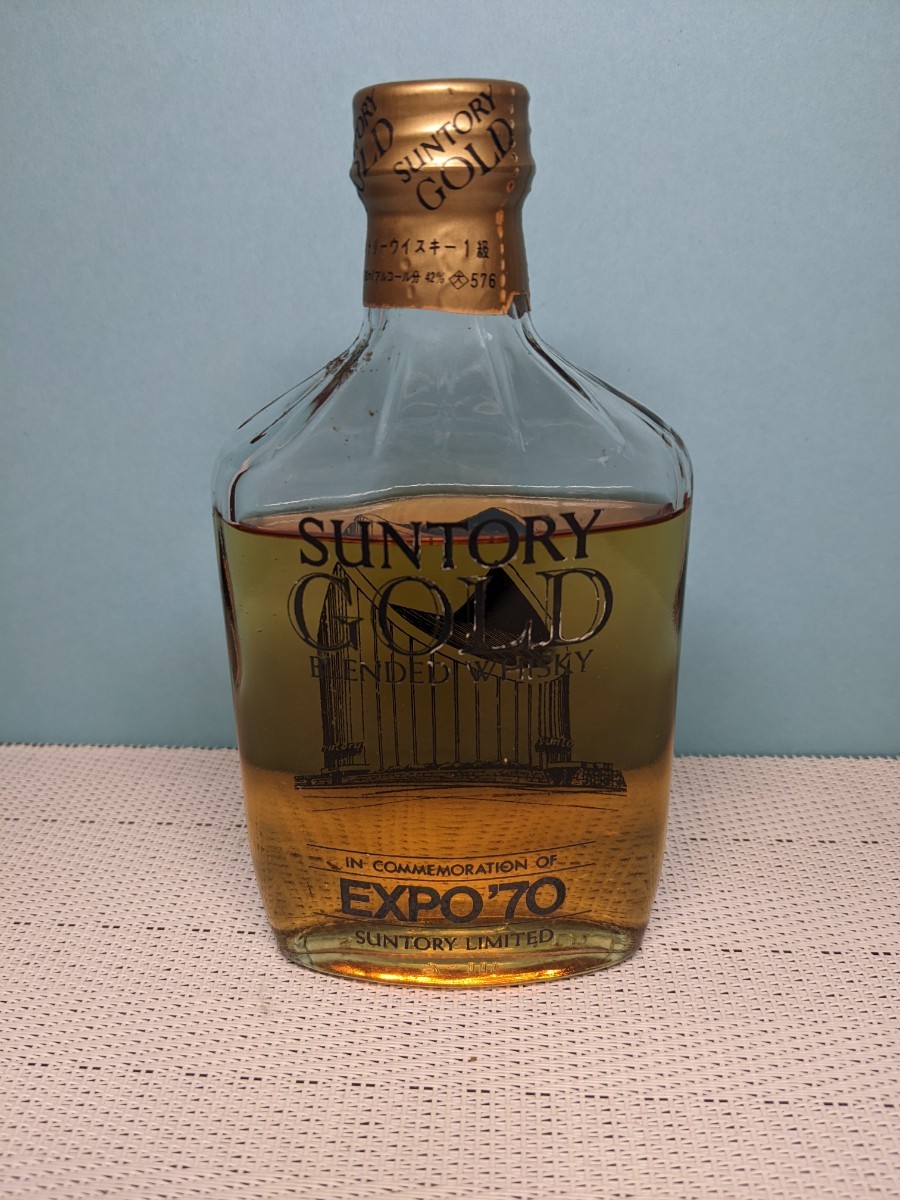 SUNTORY
GOLD
ーウイスキー1級
アルコール分 42% 576
SUNTORY
GOLD
BLENDED WHISKY
IN COMMEMORATION OF
EXPO'70
SUNTORY LIMITED